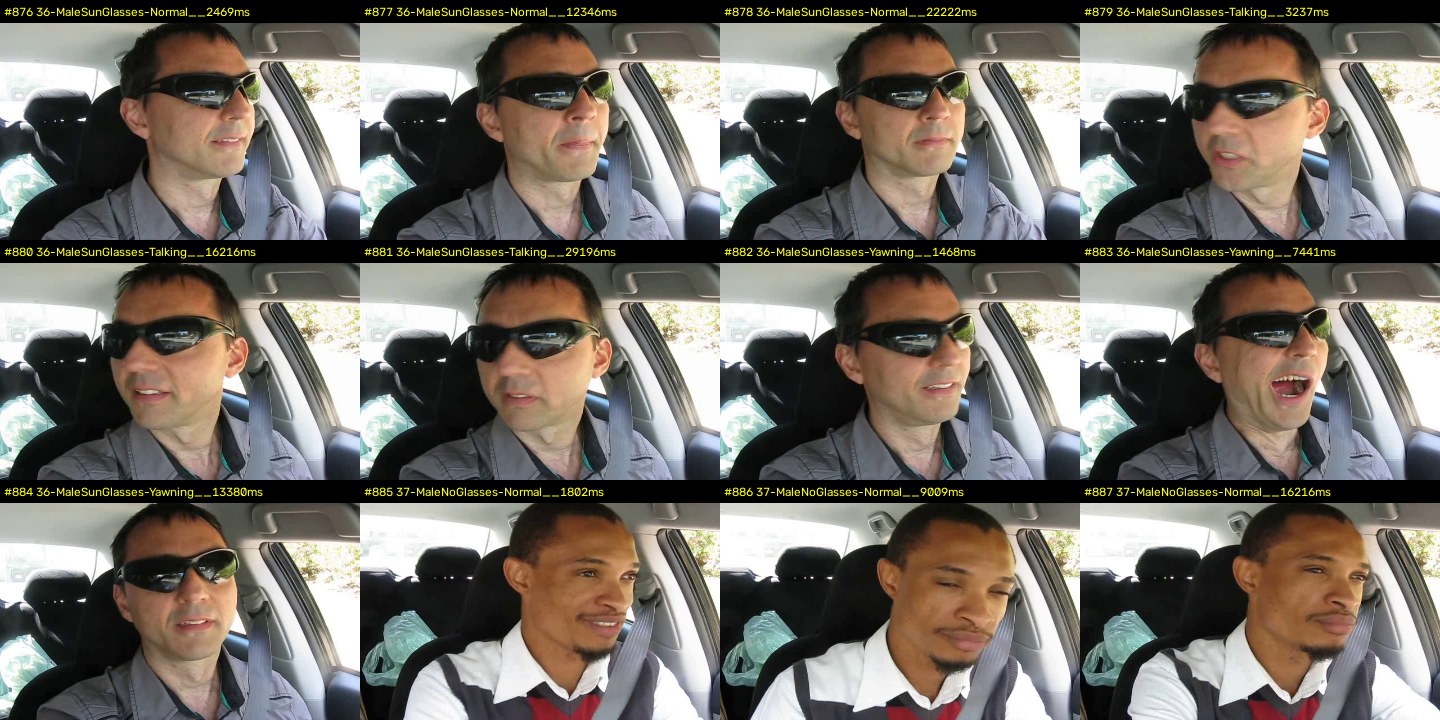 #876 36-MaleSunGlasses-Normal__2469ms
#877 36-MaleSunGlasses-Normal__12346ms
#878 36-MaleSunGlasses-Normal__22222ms
#879 36-MaleSunGlasses-Talking__3237ms
#880 36-MaleSunGlasses-Talking__16216ms
#881 36-MaleSunGlasses-Talking__29196ms
#882 36-MaleSunGlasses-Yawning__1468ms
#883 36-MaleSunGlasses-Yawning__7441ms
#884 36-MaleSunGlasses-Yawning__13380ms
#885 37-MaleNoGlasses-Normal__1802ms
#886 37-MaleNoGlasses-Normal__9009ms
#887 37-MaleNoGlasses-Normal__16216ms